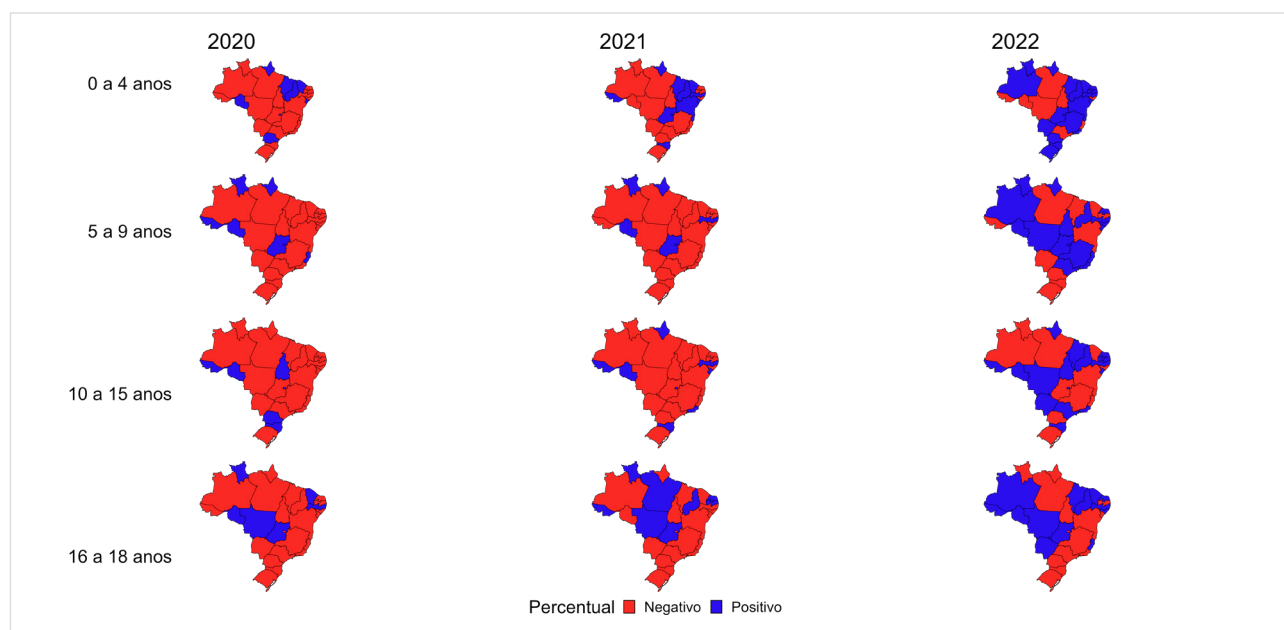 2020 2021 2022
0 a 4 anos
5 a 9 anos
10 a 15 anos
16 a 18 anos
Percentual Negativo Positivo